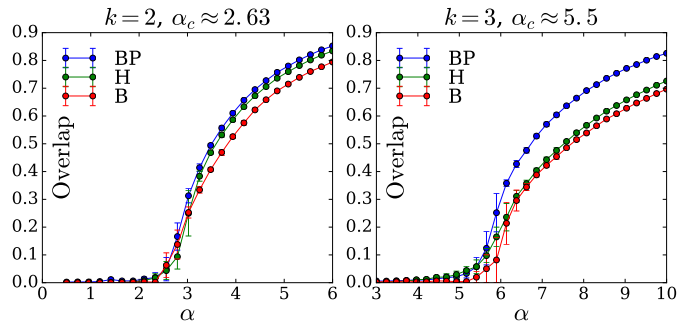 k = 2, α_c ≈ 2.63
0.9
0.8
0.7
0.6
0.5
0.4
0.3
0.2
0.1
0.0
Overlap
BP
H
B
0 1 2 3 4 5 6
α
k = 3, α_c ≈ 5.5
0.9
0.8
0.7
0.6
0.5
0.4
0.3
0.2
0.1
0.0
Overlap
BP
H
B
3 4 5 6 7 8 9 10
α